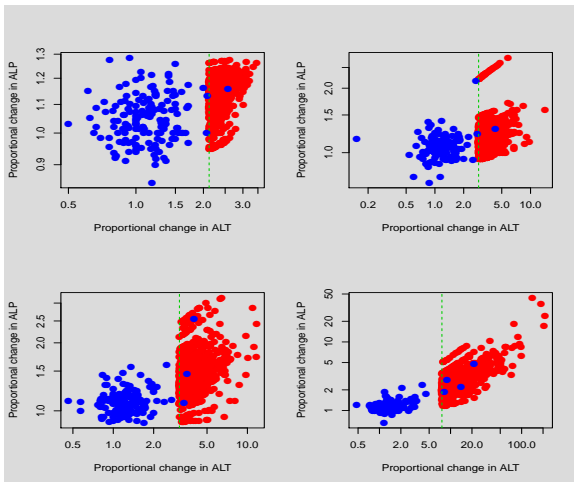 Proportional change in ALP
1.3
1.2
1.1
1.0
0.9
0.5 1.0 1.5 2.0 3.0
Proportional change in ALT
Proportional change in ALP
2.0
1.0
0.2 0.5 1.0 2.0 5.0 10.0
Proportional change in ALT
Proportional change in ALP
2.5
2.0
1.5
1.0
0.5 1.0 2.0 5.0 10.0
Proportional change in ALT
Proportional change in ALP
50
20
10
5
2
1
0.5 2.0 5.0 20.0 100.0
Proportional change in ALT